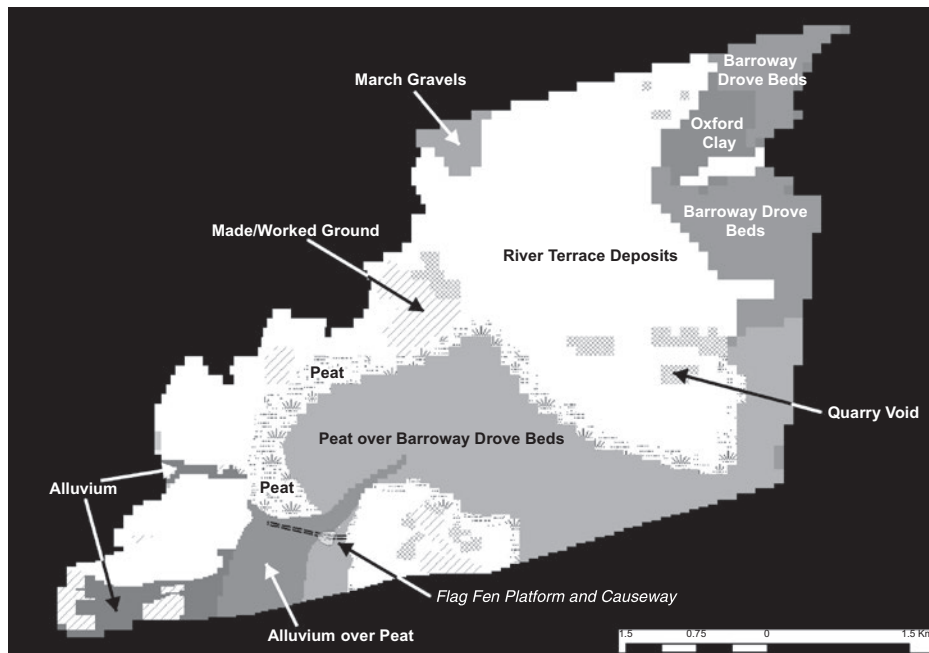 Barroway
Drove Beds
March Gravels
Oxford
Clay
Barroway Drove
Beds
Made/Worked Ground
River Terrace Deposits
Peat
Quarry Void
Peat over Barroway Drove Beds
Alluvium
Peat
Flag Fen Platform and Causeway
Alluvium over Peat
1.5 0.75 0 1.5 Km